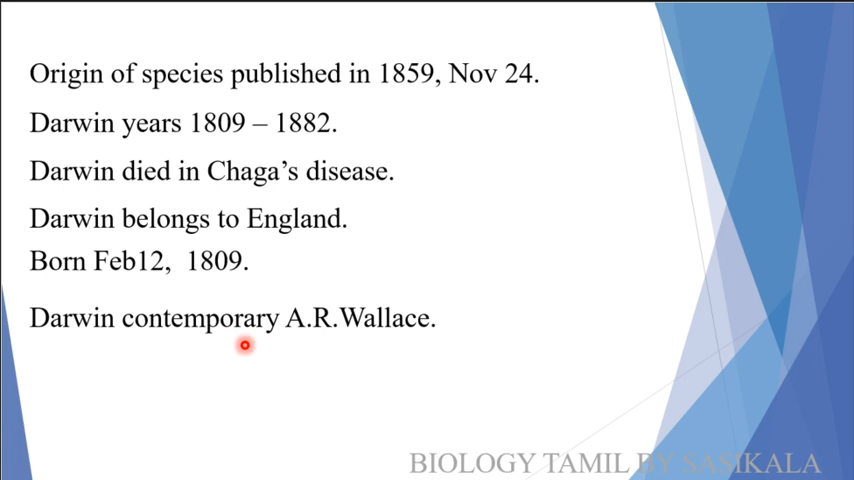 Origin of species published in 1859, Nov 24.
Darwin years 1809 – 1882.
Darwin died in Chaga’s disease.
Darwin belongs to England.
Born Feb12,  1809.
Darwin contemporary A.R.Wallace.
BIOLOGY TAMIL BY SASIKALA